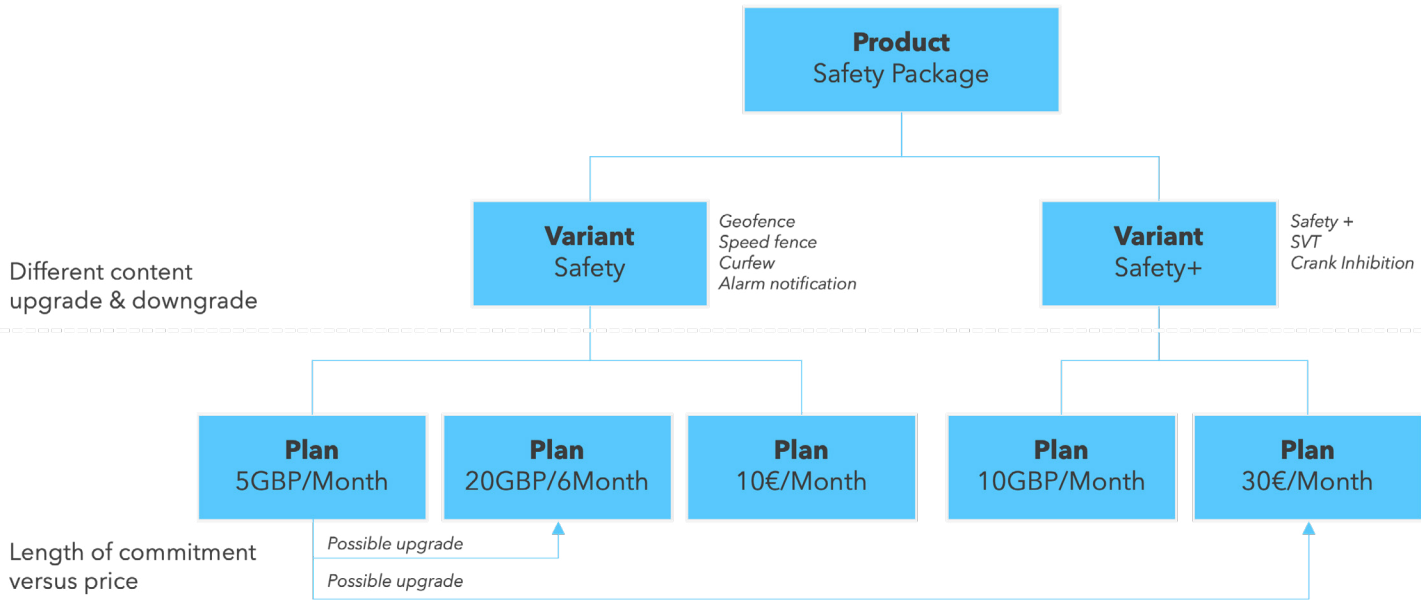 Product
Safety Package
Variant
Safety
Geofence
Speed fence
Curfew
Alarm notification
Variant
Safety+
Safety +
SVT
Crank Inhibition
Different content
upgrade & downgrade
Plan
5GBP/Month
Plan
20GBP/6Month
Plan
10€/Month
Plan
10GBP/Month
Plan
30€/Month
Length of commitment
versus price
Possible upgrade
Possible upgrade